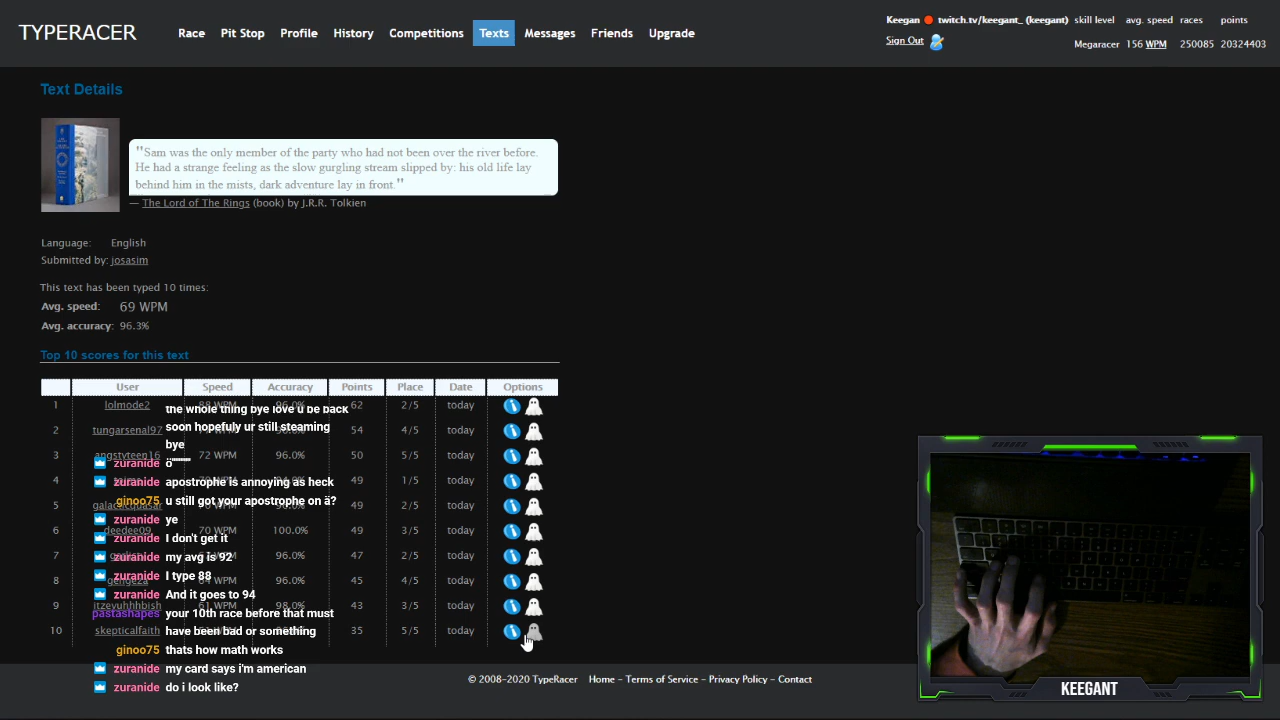 TYPERACER
Race Pit Stop Profile History Competitions Texts Messages Friends Upgrade
Keegan twitch.tv/keegant_ (keegant) skill level avg. speed races points
Sign Out Megaracer 156 WPM 250085 20324403
Text Details
"Sam was the only member of the party who had not been over the river before.
He had a strange feeling as the slow gurgling stream slipped by: his old life lay
behind him in the mists, dark adventure lay in front."
— The Lord of The Rings (book) by J.R.R. Tolkien
Language: English
Submitted by: josasim
This text has been typed 10 times:
Avg. speed: 69 WPM
Avg. accuracy: 96.3%
Top 10 scores for this text
User Speed Accuracy Points Place Date Options
1 lolmode2 88 WPM 96.0% 62 2/5 today
2 tungarsenal97 54 4/5 today
3 angstyteen16 72 WPM 96.0% 50 3/5 today
4 49 1/5 today
5 galacticquasar 49 2/5 today
6 deedee09 70 WPM 100.0% 49 3/5 today
7 96.0% 47 2/5 today
8 96.0% 45 4/5 today
9 itzeyuhhhbish 61 WPM 98.0% 43 3/5 today
10 skepticalfaith 35 5/5 today
the whole thing bye love u be back
soon hopefuly ur still steaming
bye
zuranide ö
zuranide apostrophe is annoying as heck
ginoo75 u still got your apostrophe on ä?
zuranide ye
zuranide I don't get it
zuranide my avg is 92
zuranide I type 88
zuranide And it goes to 94
pastashapes your 10th race before that must
have been bad or something
ginoo75 thats how math works
zuranide my card says i'm american
zuranide do i look like?
© 2008-2020 TypeRacer Home – Terms of Service – Privacy Policy – Contact
KEEGANT